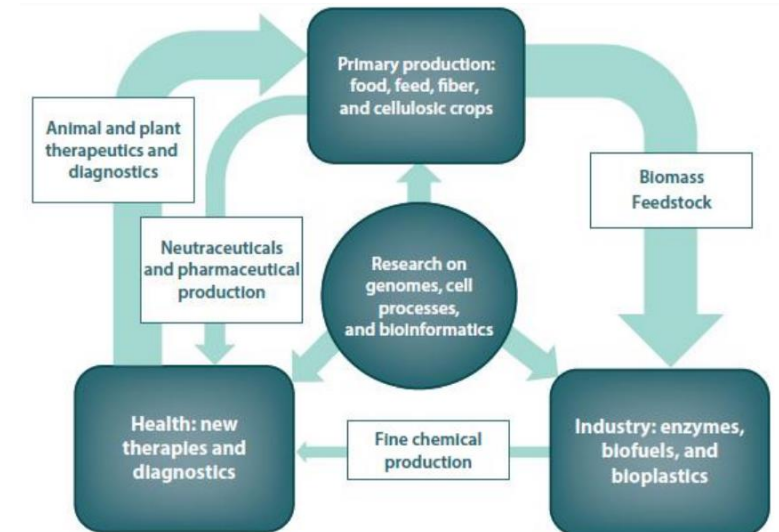 Primary production:
food, feed, fiber,
and cellulosic crops
Animal and plant
therapeutics and
diagnostics
Biomass
Feedstock
Neutraceuticals
and pharmaceutical
production
Research on
genomes, cell
processes,
and bioinformatics
Health: new
therapies and
diagnostics
Fine chemical
production
Industry: enzymes,
biofuels, and
bioplastics